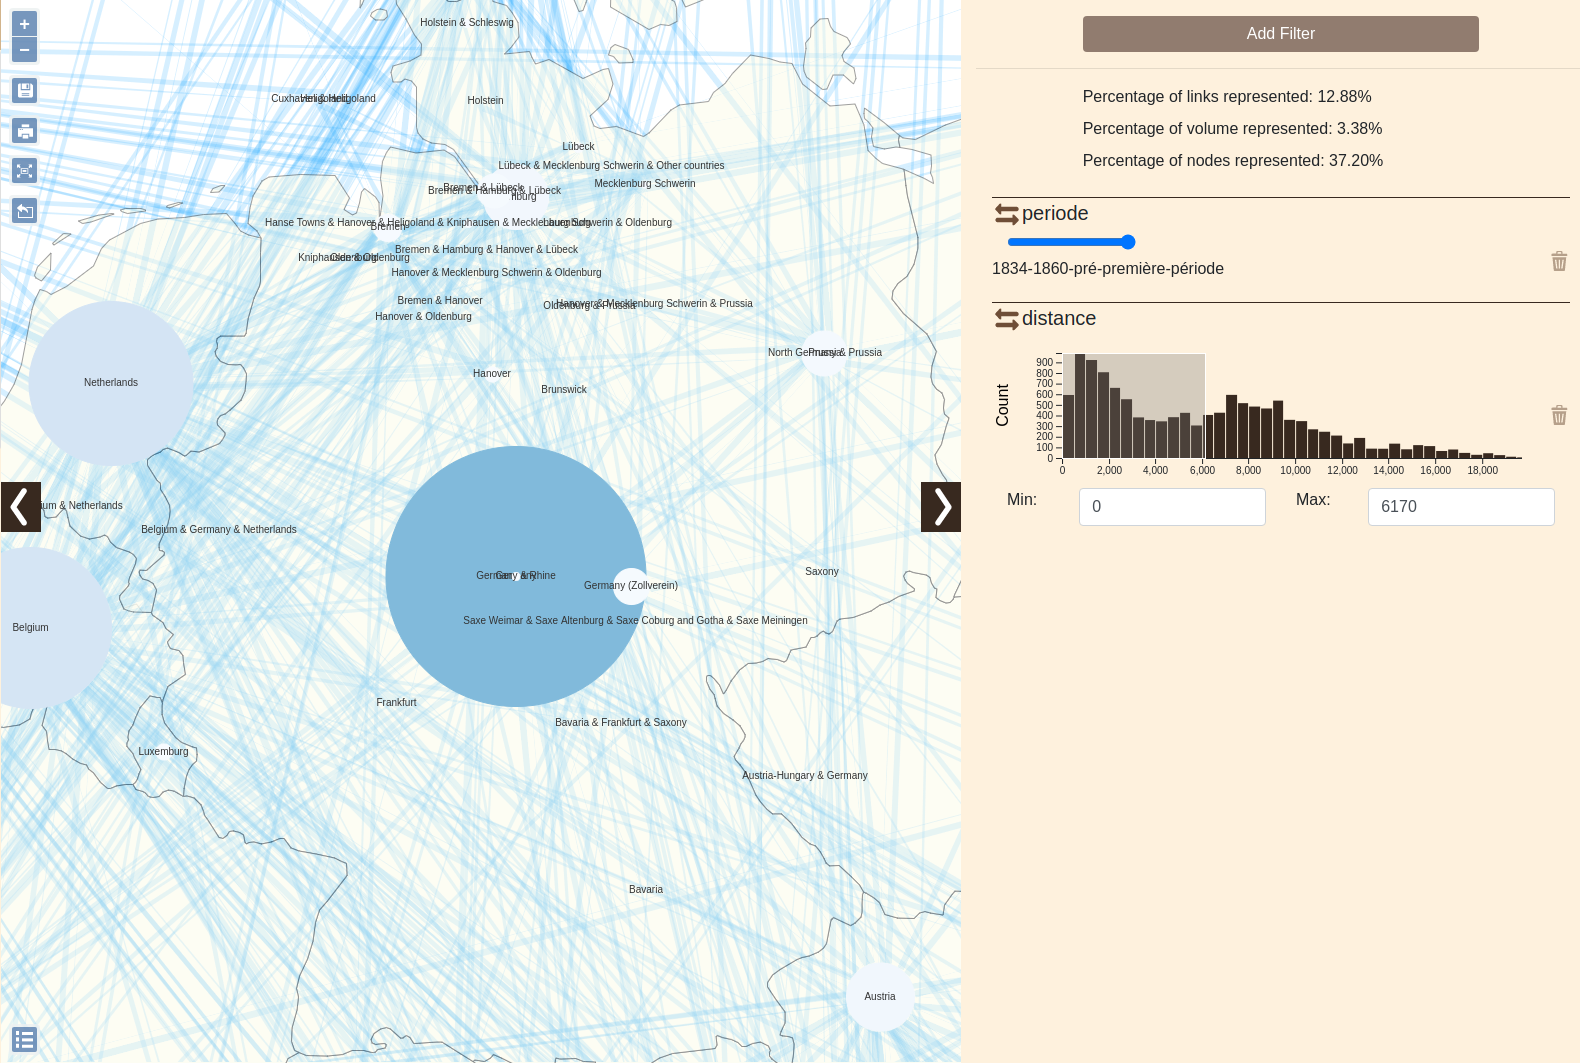 +
−
Holstein & Schleswig
Holstein
Lübeck
Lübeck & Mecklenburg Schwerin & Other countries
Mecklenburg Schwerin
Bremen & Lübeck
Bremen & Hamburg & Lübeck
nburg
Hanse Towns & Hanover & Heligoland & Kniphausen & Mecklenburg Schwerin & Oldenburg
Bremen
Bremen & Hamburg & Hanover & Lübeck
Hanover & Mecklenburg Schwerin & Oldenburg
Bremen & Hanover
Oldenburg & Prussia
Hanover & Mecklenburg Schwerin & Prussia
Hanover & Oldenburg
North Germany & Prussia
Netherlands
Hanover
Brunswick
ium & Netherlands
Belgium & Germany & Netherlands
Germany & Rhine
Germany (Zollverein)
Saxony
Saxe Weimar & Saxe Altenburg & Saxe Coburg and Gotha & Saxe Meiningen
Belgium
Frankfurt
Bavaria & Frankfurt & Saxony
Luxemburg
Austria-Hungary & Germany
Bavaria
Austria
Add Filter
Percentage of links represented: 12.88%
Percentage of volume represented: 3.38%
Percentage of nodes represented: 37.20%
periode
1834-1860-pré-première-période
distance
Count
900
800
700
600
500
400
300
200
100
0
0 2,000 4,000 6,000 8,000 10,000 12,000 14,000 16,000 18,000
Min: 0 Max: 6170